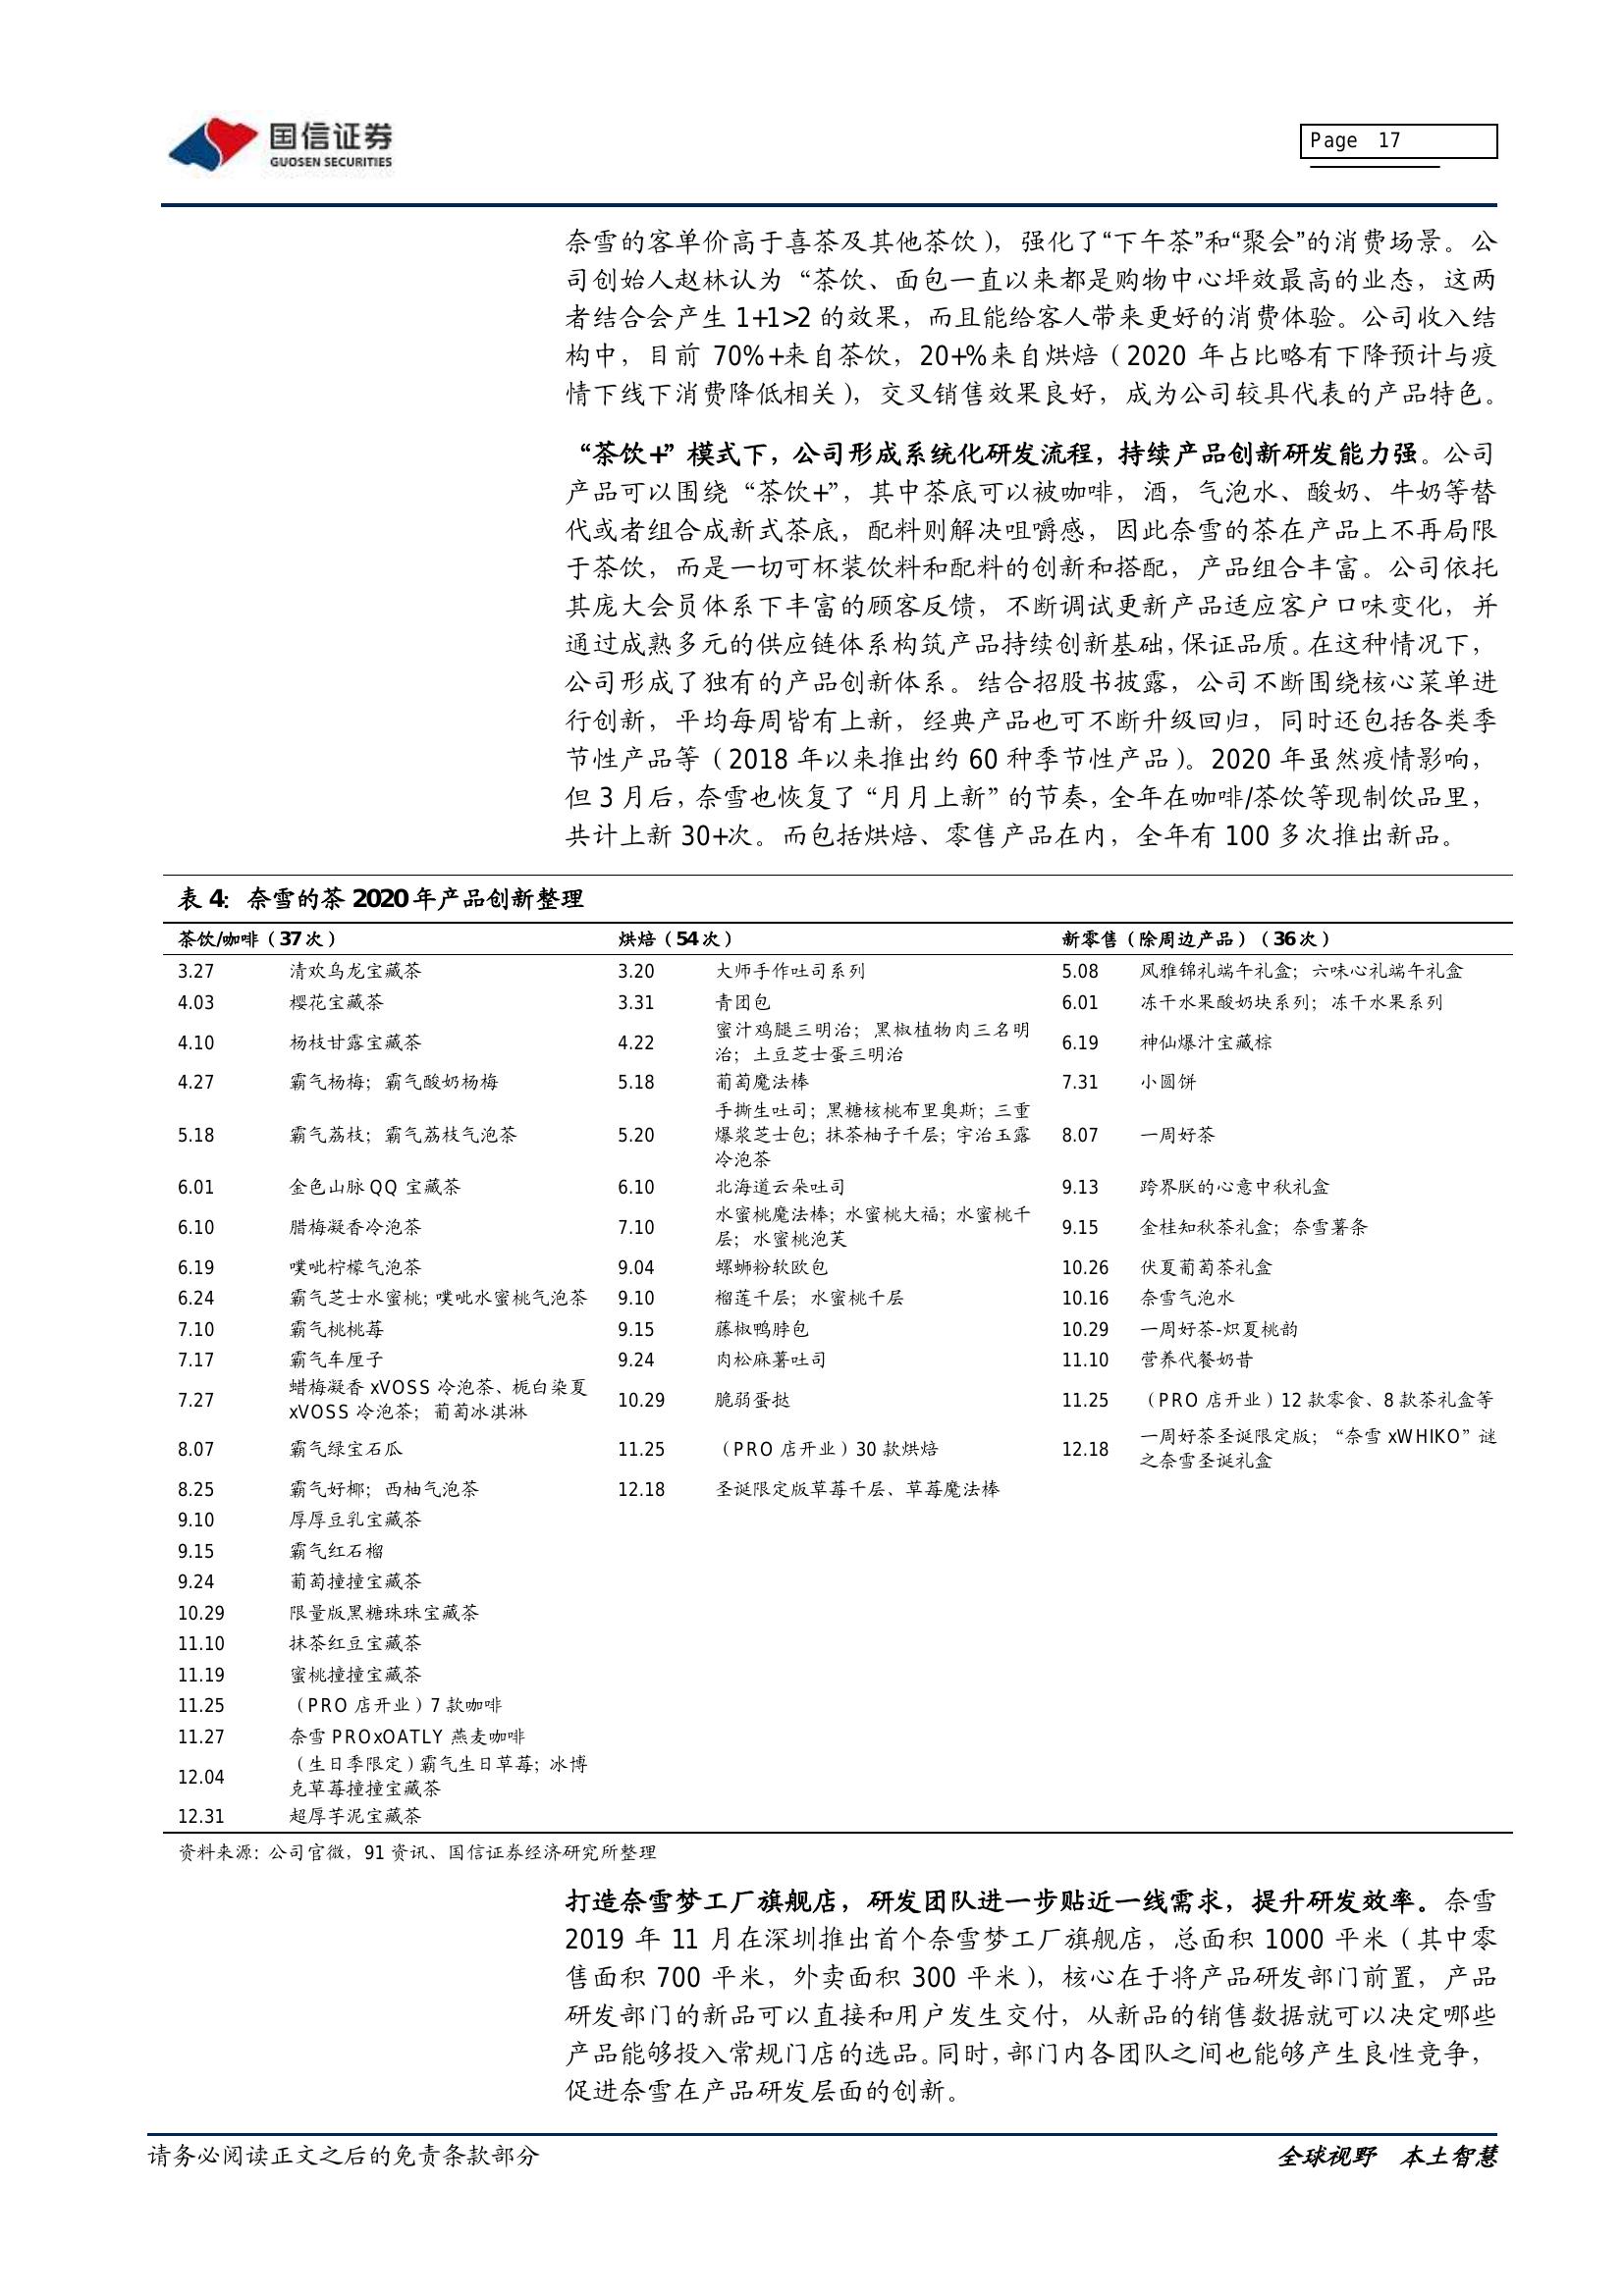 国信证券
GUOSEN SECURITIES
Page 17
奈雪的客单价高于喜茶及其他茶饮），强化了“下午茶”和“聚会”的消费场景。公
司创始人赵林认为“茶饮、面包一直以来都是购物中心坪效最高的业态，这两
者结合会产生 1+1>2 的效果，而且能给客人带来更好的消费体验。公司收入结
构中，目前 70%+来自茶饮，20+%来自烘焙（2020 年占比略有下降预计与疫
情下线下消费降低相关），交叉销售效果良好，成为公司较具代表的产品特色。
“茶饮+”模式下，公司形成系统化研发流程，持续产品创新研发能力强。公司
产品可以围绕“茶饮+”，其中茶底可以被咖啡，酒，气泡水、酸奶、牛奶等替
代或者组合成新式茶底，配料则解决咀嚼感，因此奈雪的茶在产品上不再局限
于茶饮，而是一切可杯装饮料和配料的创新和搭配，产品组合丰富。公司依托
其庞大会员体系下丰富的顾客反馈，不断调试更新产品适应客户口味变化，并
通过成熟多元的供应链体系构筑产品持续创新基础，保证品质。在这种情况下，
公司形成了独有的产品创新体系。结合招股书披露，公司不断围绕核心菜单进
行创新，平均每周皆有上新，经典产品也可不断升级回归，同时还包括各类季
节性产品等（2018 年以来推出约 60 种季节性产品）。2020 年虽然疫情影响，
但 3 月后，奈雪也恢复了“月月上新”的节奏，全年在咖啡/茶饮等现制饮品里，
共计上新 30+次。而包括烘焙、零售产品在内，全年有 100 多次推出新品。
表 4：奈雪的茶 2020 年产品创新整理
茶饮/咖啡（37 次） 烘焙（54 次） 新零售（除周边产品）（36 次）
3.27 清欢乌龙宝藏茶 3.20 大师手作吐司系列 5.08 风雅锦礼端午礼盒；六味心礼端午礼盒
4.03 樱花宝藏茶 3.31 青团包 6.01 冻干水果酸奶块系列；冻干水果系列
4.10 杨枝甘露宝藏茶 4.22 蜜汁鸡腿三明治；黑椒植物肉三名明
治；土豆芝士蛋三明治 6.19 神仙爆汁宝藏棕
4.27 霸气杨梅；霸气酸奶杨梅 5.18 葡萄魔法棒 7.31 小圆饼
5.18 霸气荔枝；霸气荔枝气泡茶 5.20 手撕生吐司；黑糖核桃布里奥斯；三重
爆浆芝士包；抹茶柚子千层；宇治玉露
冷泡茶 8.07 一周好茶
6.01 金色山脉 QQ 宝藏茶 6.10 北海道云朵吐司 9.13 跨界朕的心意中秋礼盒
6.10 腊梅凝香冷泡茶 7.10 水蜜桃魔法棒；水蜜桃大福；水蜜桃千
层；水蜜桃泡芙 9.15 金桂知秋茶礼盒；奈雪薯条
6.19 噗呲柠檬气泡茶 9.04 螺蛳粉软欧包 10.26 伏夏葡萄茶礼盒
6.24 霸气芝士水蜜桃；噗呲水蜜桃气泡茶 9.10 榴莲千层；水蜜桃千层 10.16 奈雪气泡水
7.10 霸气桃桃莓 9.15 藤椒鸭脖包 10.29 一周好茶-炽夏桃韵
7.17 霸气车厘子 9.24 肉松麻薯吐司 11.10 营养代餐奶昔
7.27 蜡梅凝香 xVOSS 冷泡茶、栀白染夏
xVOSS 冷泡茶；葡萄冰淇淋 10.29 脆弱蛋挞 11.25 （PRO 店开业）12 款零食、8 款茶礼盒等
8.07 霸气绿宝石瓜 11.25 （PRO 店开业）30 款烘焙 12.18 一周好茶圣诞限定版；“奈雪 xWHIKO”谜
之奈雪圣诞礼盒
8.25 霸气好椰；西柚气泡茶 12.18 圣诞限定版草莓千层、草莓魔法棒
9.10 厚厚豆乳宝藏茶
9.15 霸气红石榴
9.24 葡萄撞撞宝藏茶
10.29 限量版黑糖珠珠宝藏茶
11.10 抹茶红豆宝藏茶
11.19 蜜桃撞撞宝藏茶
11.25 （PRO 店开业）7 款咖啡
11.27 奈雪 PROxOATLY 燕麦咖啡
12.04 （生日季限定）霸气生日草莓；冰博
克草莓撞撞宝藏茶
12.31 超厚芋泥宝藏茶
资料来源：公司官微，91 资讯、国信证券经济研究所整理
打造奈雪梦工厂旗舰店，研发团队进一步贴近一线需求，提升研发效率。奈雪
2019 年 11 月在深圳推出首个奈雪梦工厂旗舰店，总面积 1000 平米（其中零
售面积 700 平米，外卖面积 300 平米），核心在于将产品研发部门前置，产品
研发部门的新品可以直接和用户发生交付，从新品的销售数据就可以决定哪些
产品能够投入常规门店的选品。同时，部门内各团队之间也能够产生良性竞争，
促进奈雪在产品研发层面的创新。
请务必阅读正文之后的免责条款部分 全球视野 本土智慧